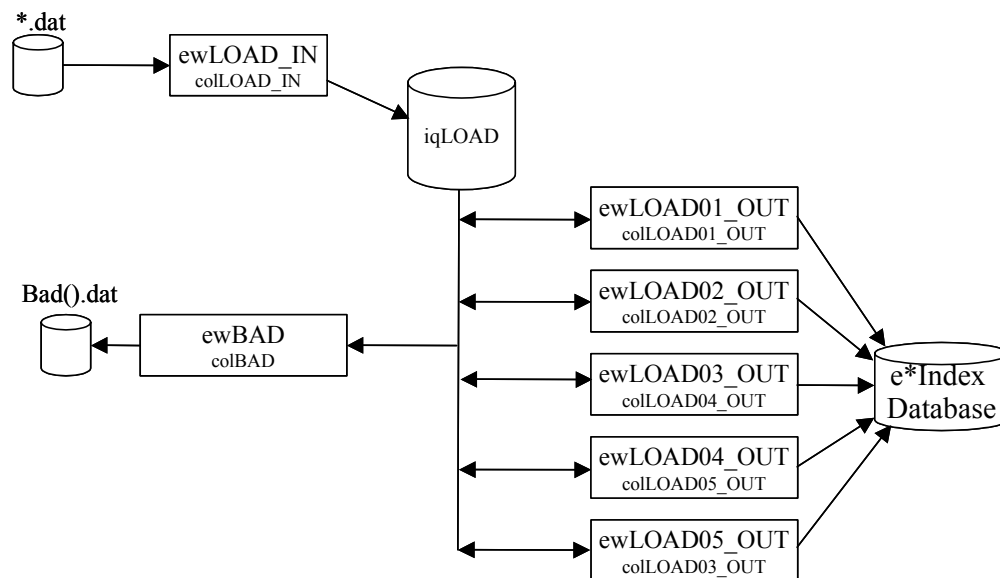 *.dat
ewLOAD_IN
colLOAD_IN
iqLOAD
ewLOAD01_OUT
colLOAD01_OUT
Bad().dat
ewLOAD02_OUT
colLOAD02_OUT
ewBAD
colBAD
ewLOAD03_OUT
colLOAD04_OUT
e*Index
Database
ewLOAD04_OUT
colLOAD05_OUT
ewLOAD05_OUT
colLOAD03_OUT